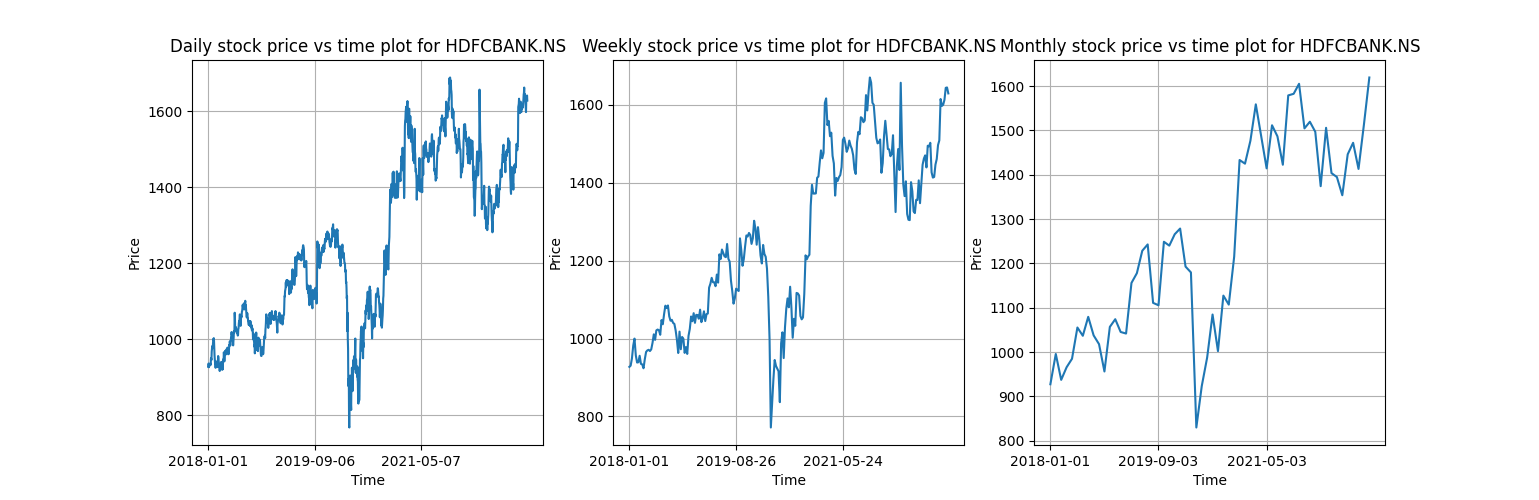 Daily stock price vs time plot for HDFCBANK.NS
Price
1600
1400
1200
1000
800
2018-01-01 2019-09-06 2021-05-07
Time
Weekly stock price vs time plot for HDFCBANK.NS
Price
1600
1400
1200
1000
800
2018-01-01 2019-08-26 2021-05-24
Time
Monthly stock price vs time plot for HDFCBANK.NS
Price
1600
1500
1400
1300
1200
1100
1000
900
800
2018-01-01 2019-09-03 2021-05-03
Time